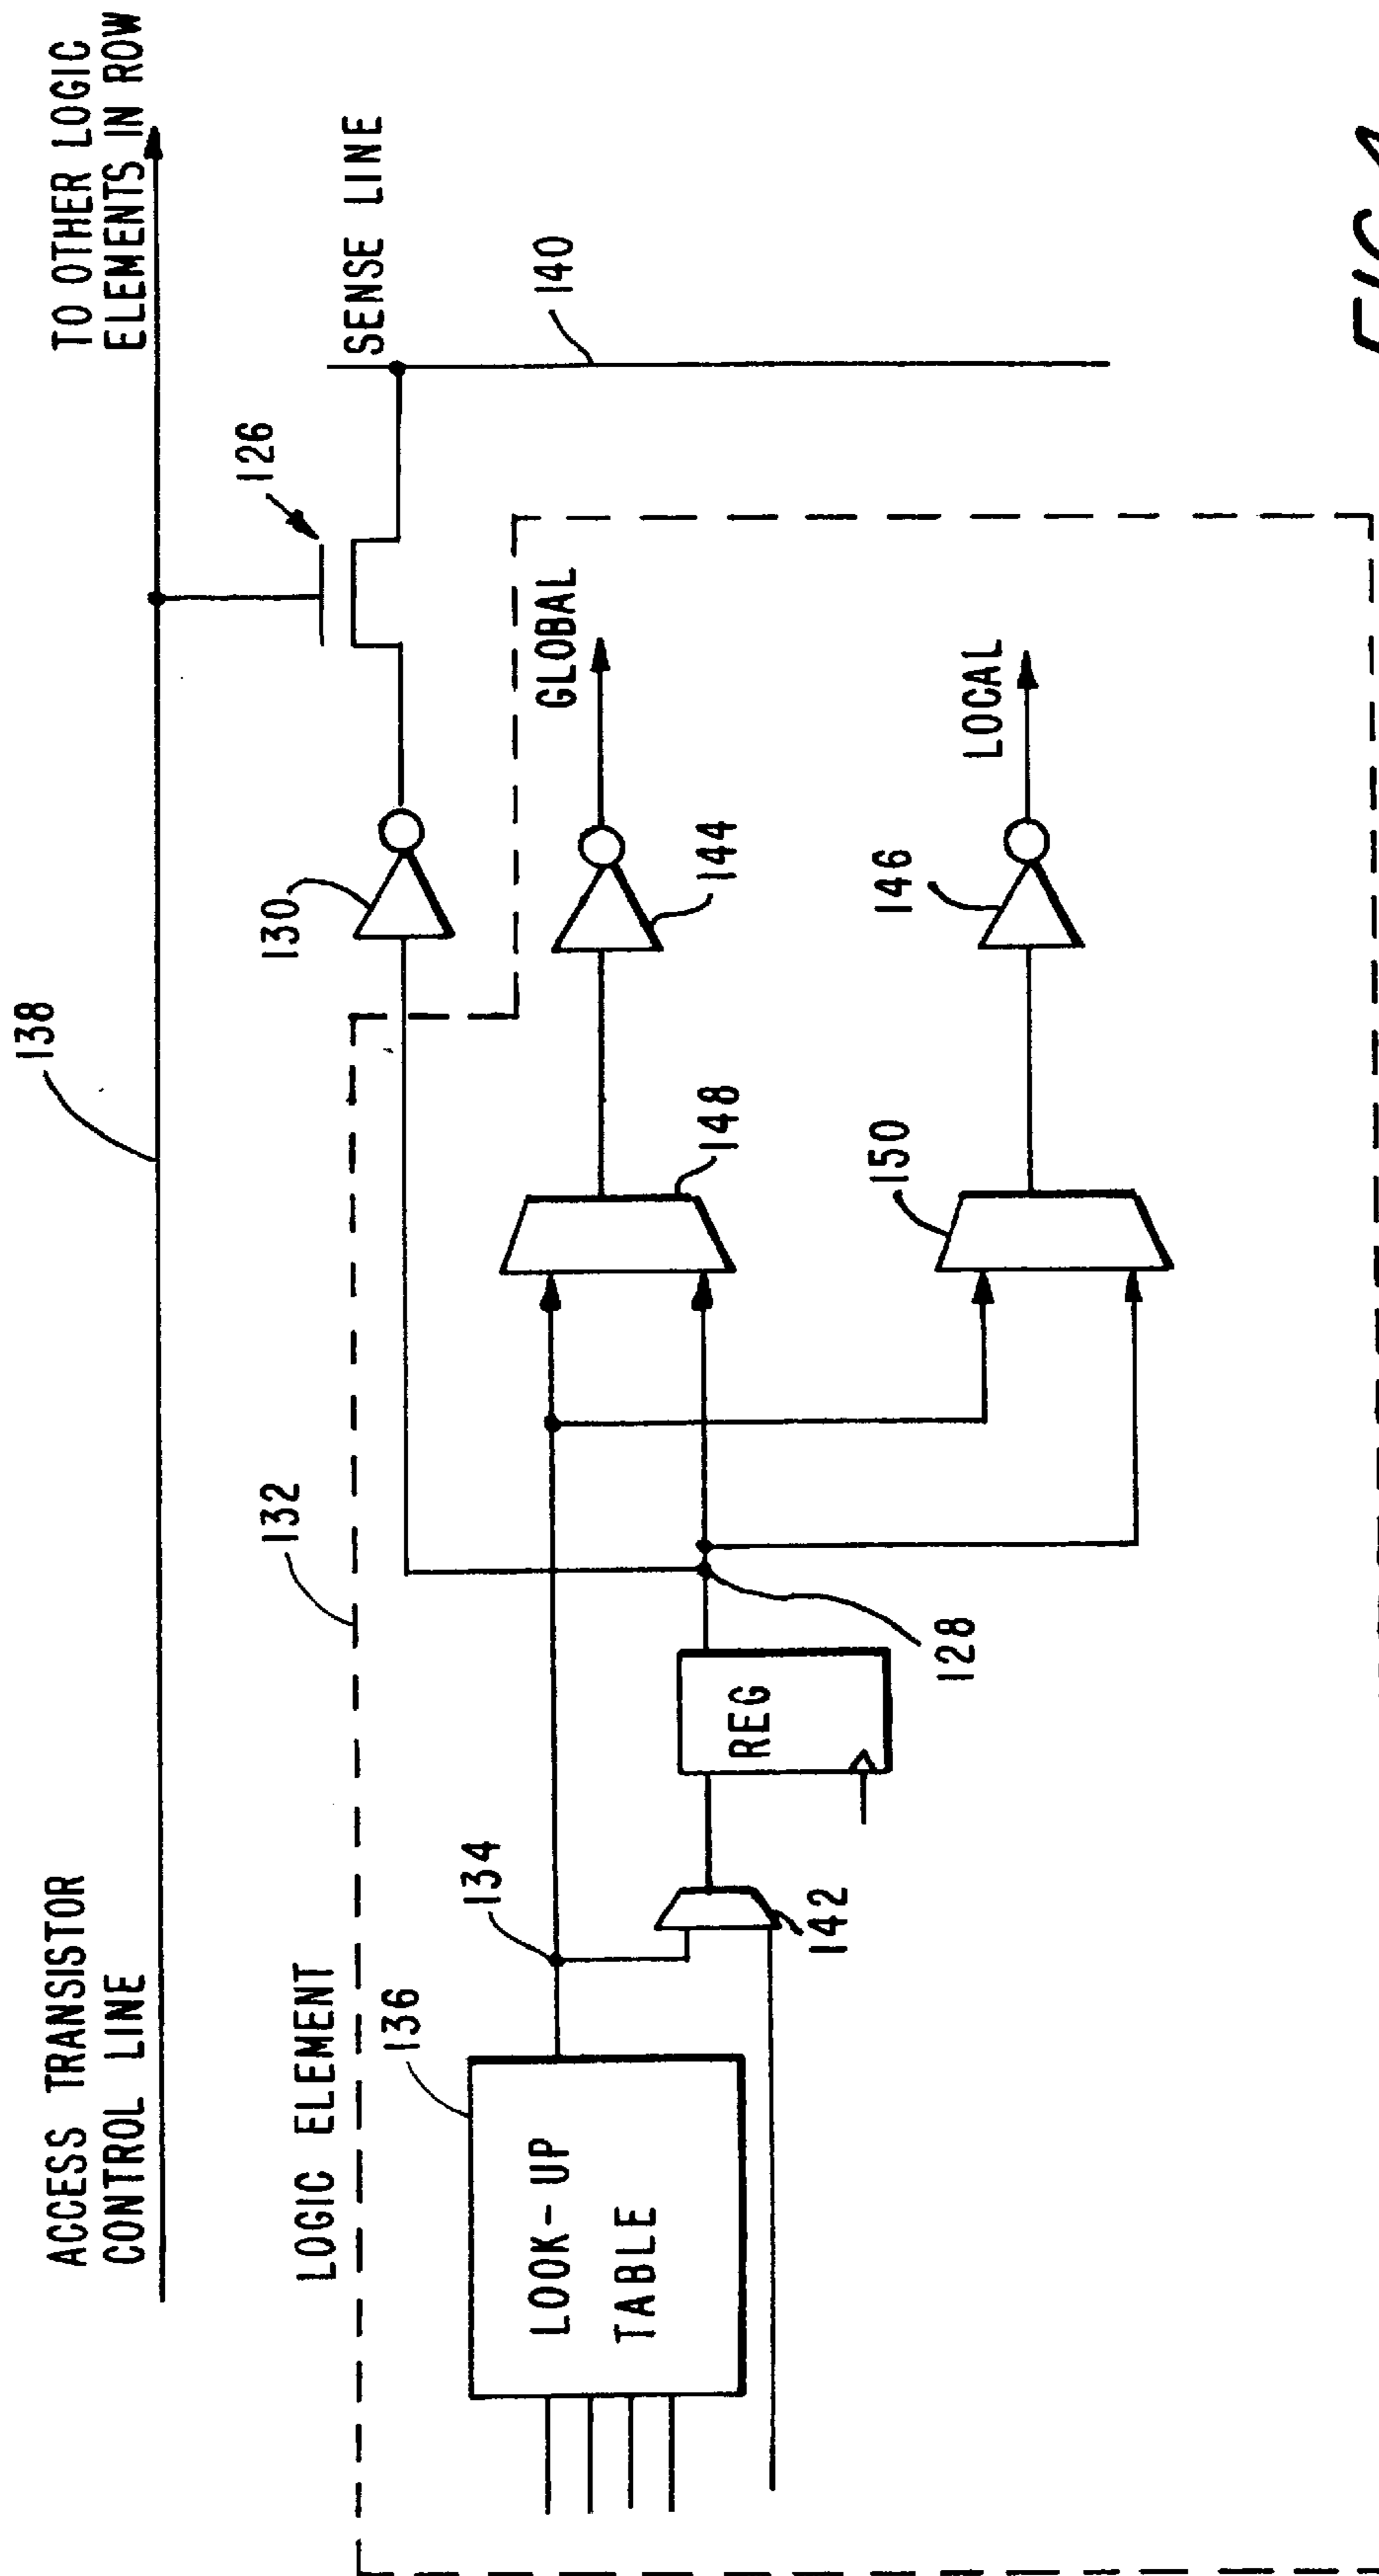 138
TO OTHER LOGIC
ELEMENTS IN ROW
ACCESS TRANSISTOR
CONTROL LINE
126
SENSE LINE
140
130
132
LOGIC ELEMENT
GLOBAL
144
148
134
136
LOOK-UP
TABLE
142
REG
128
150
146
LOCAL